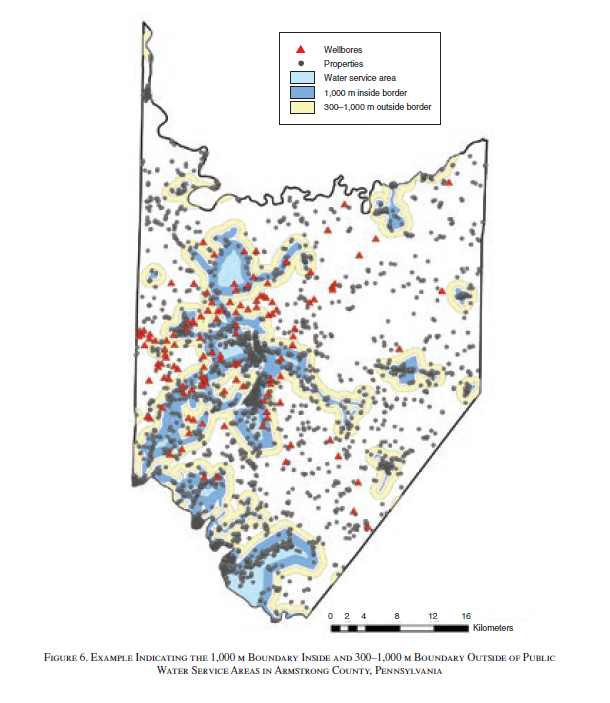 Wellbores
Properties
Water service area
1,000 m inside border
300–1,000 m outside border
0 2 4 8 12 16
Kilometers
FIGURE 6. EXAMPLE INDICATING THE 1,000 M BOUNDARY INSIDE AND 300–1,000 M BOUNDARY OUTSIDE OF PUBLIC
WATER SERVICE AREAS IN ARMSTRONG COUNTY, PENNSYLVANIA